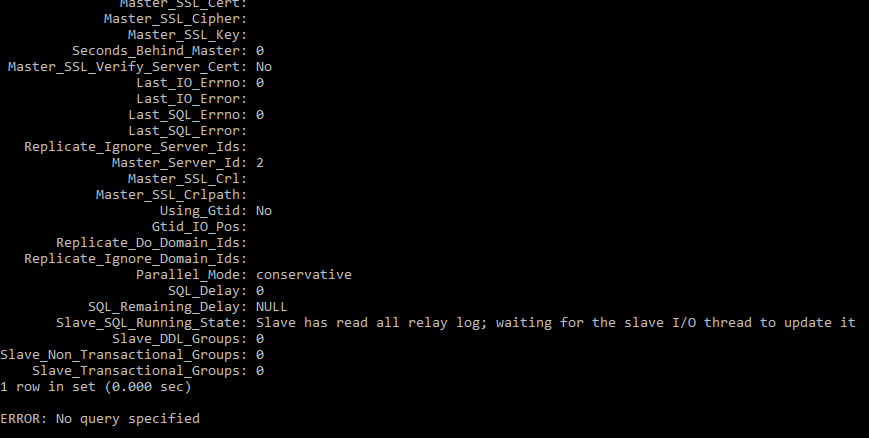 Master_SSL_Cert:
Master_SSL_Cipher:
Master_SSL_Key:
Seconds_Behind_Master: 0
Master_SSL_Verify_Server_Cert: No
Last_IO_Errno: 0
Last_IO_Error:
Last_SQL_Errno: 0
Last_SQL_Error:
Replicate_Ignore_Server_Ids:
Master_Server_Id: 2
Master_SSL_Crl:
Master_SSL_Crlpath:
Using_Gtid: No
Gtid_IO_Pos:
Replicate_Do_Domain_Ids:
Replicate_Ignore_Domain_Ids:
Parallel_Mode: conservative
SQL_Delay: 0
SQL_Remaining_Delay: NULL
Slave_SQL_Running_State: Slave has read all relay log; waiting for the slave I/O thread to update it
Slave_DDL_Groups: 0
Slave_Non_Transactional_Groups: 0
Slave_Transactional_Groups: 0
1 row in set (0.000 sec)
ERROR: No query specified